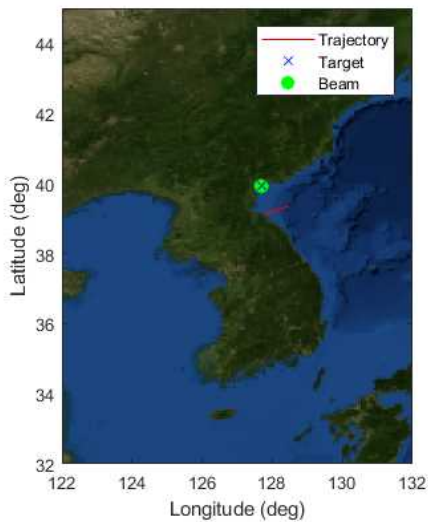 44
42
40
38
36
34
32
Latitude (deg)
Trajectory
Target
Beam
122 124 126 128 130 132
Longitude (deg)